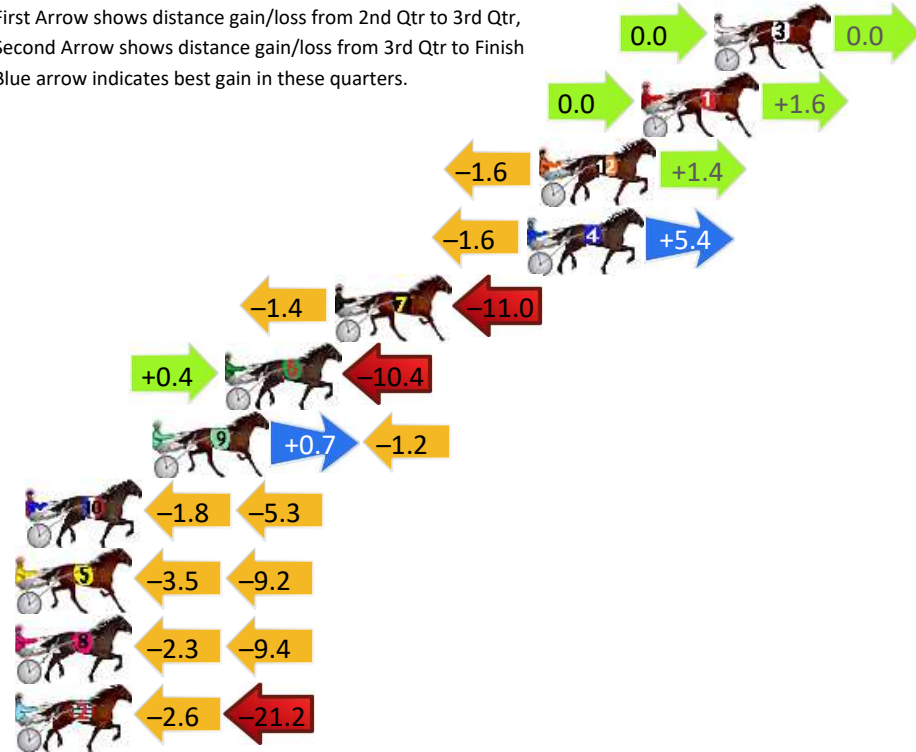 First Arrow shows distance gain/loss from 2nd Qtr to 3rd Qtr,
Second Arrow shows distance gain/loss from 3rd Qtr to Finish
Blue arrow indicates best gain in these quarters.
0.0 3 0.0
0.0 1 +1.6
–1.6 12 +1.4
–1.6 4 +5.4
–1.4 7 –11.0
+0.4 –10.4
9 +0.7 –1.2
10 –1.8 –5.3
5 –3.5 –9.2
8 –2.3 –9.4
–2.6 –21.2